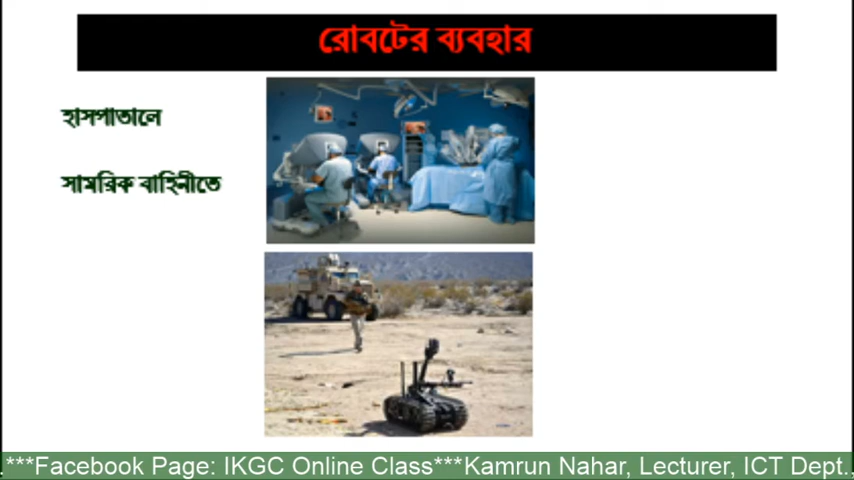 রোবটের ব্যবহার
হাসপাতালে
সামরিক বাহিনীতে
.***Facebook Page: IKGC Online Class***Kamrun Nahar, Lecturer, ICT Dept.,